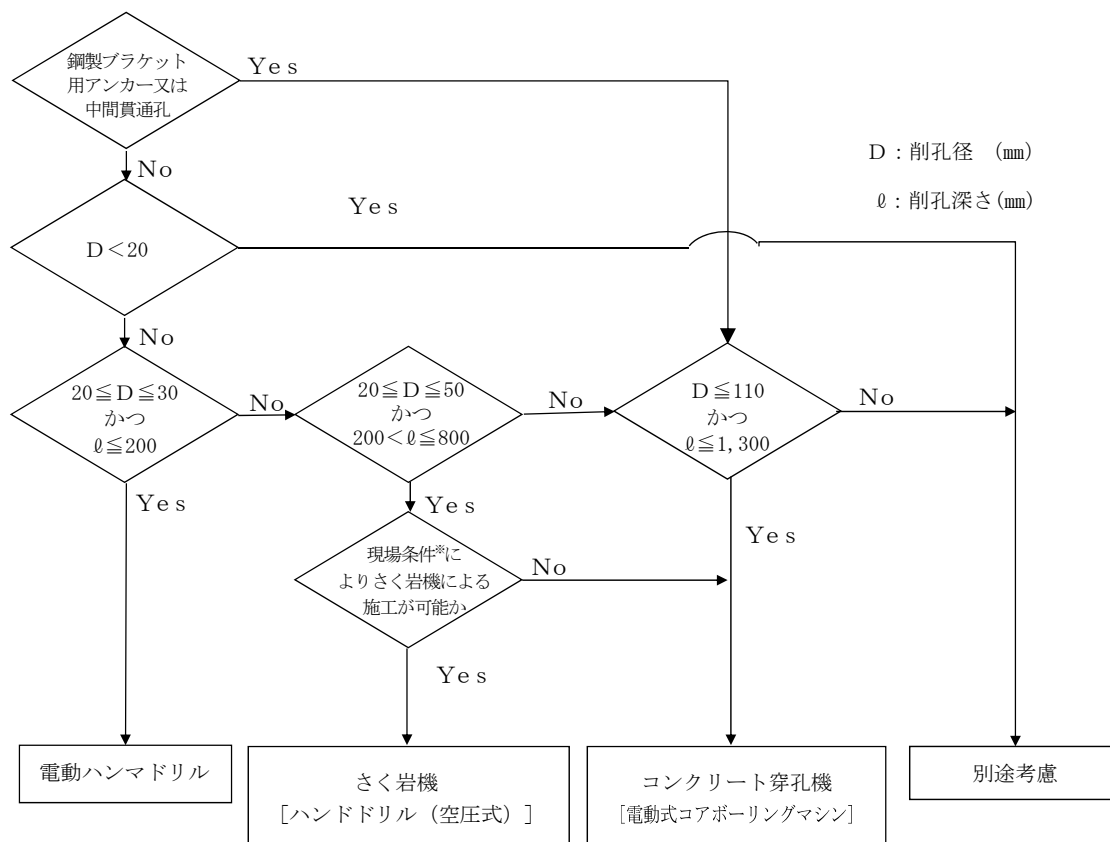 鋼製ブラケット
用アンカー又は
中間貫通孔
Yes
No
D:削孔径 (㎜)
ℓ:削孔深さ(㎜)
Yes
D<20
No
20≦D≦30
かつ
ℓ≦200
No
20≦D≦50
かつ
200<ℓ≦800
No
D≦110
かつ
ℓ≦1,300
No
Yes
Yes
Yes
現場条件※に
よりさく岩機による
施工が可能か
No
Yes
電動ハンマドリル
さく岩機
[ハンドドリル(空圧式)]
コンクリート穿孔機
[電動式コアボーリングマシン]
別途考慮